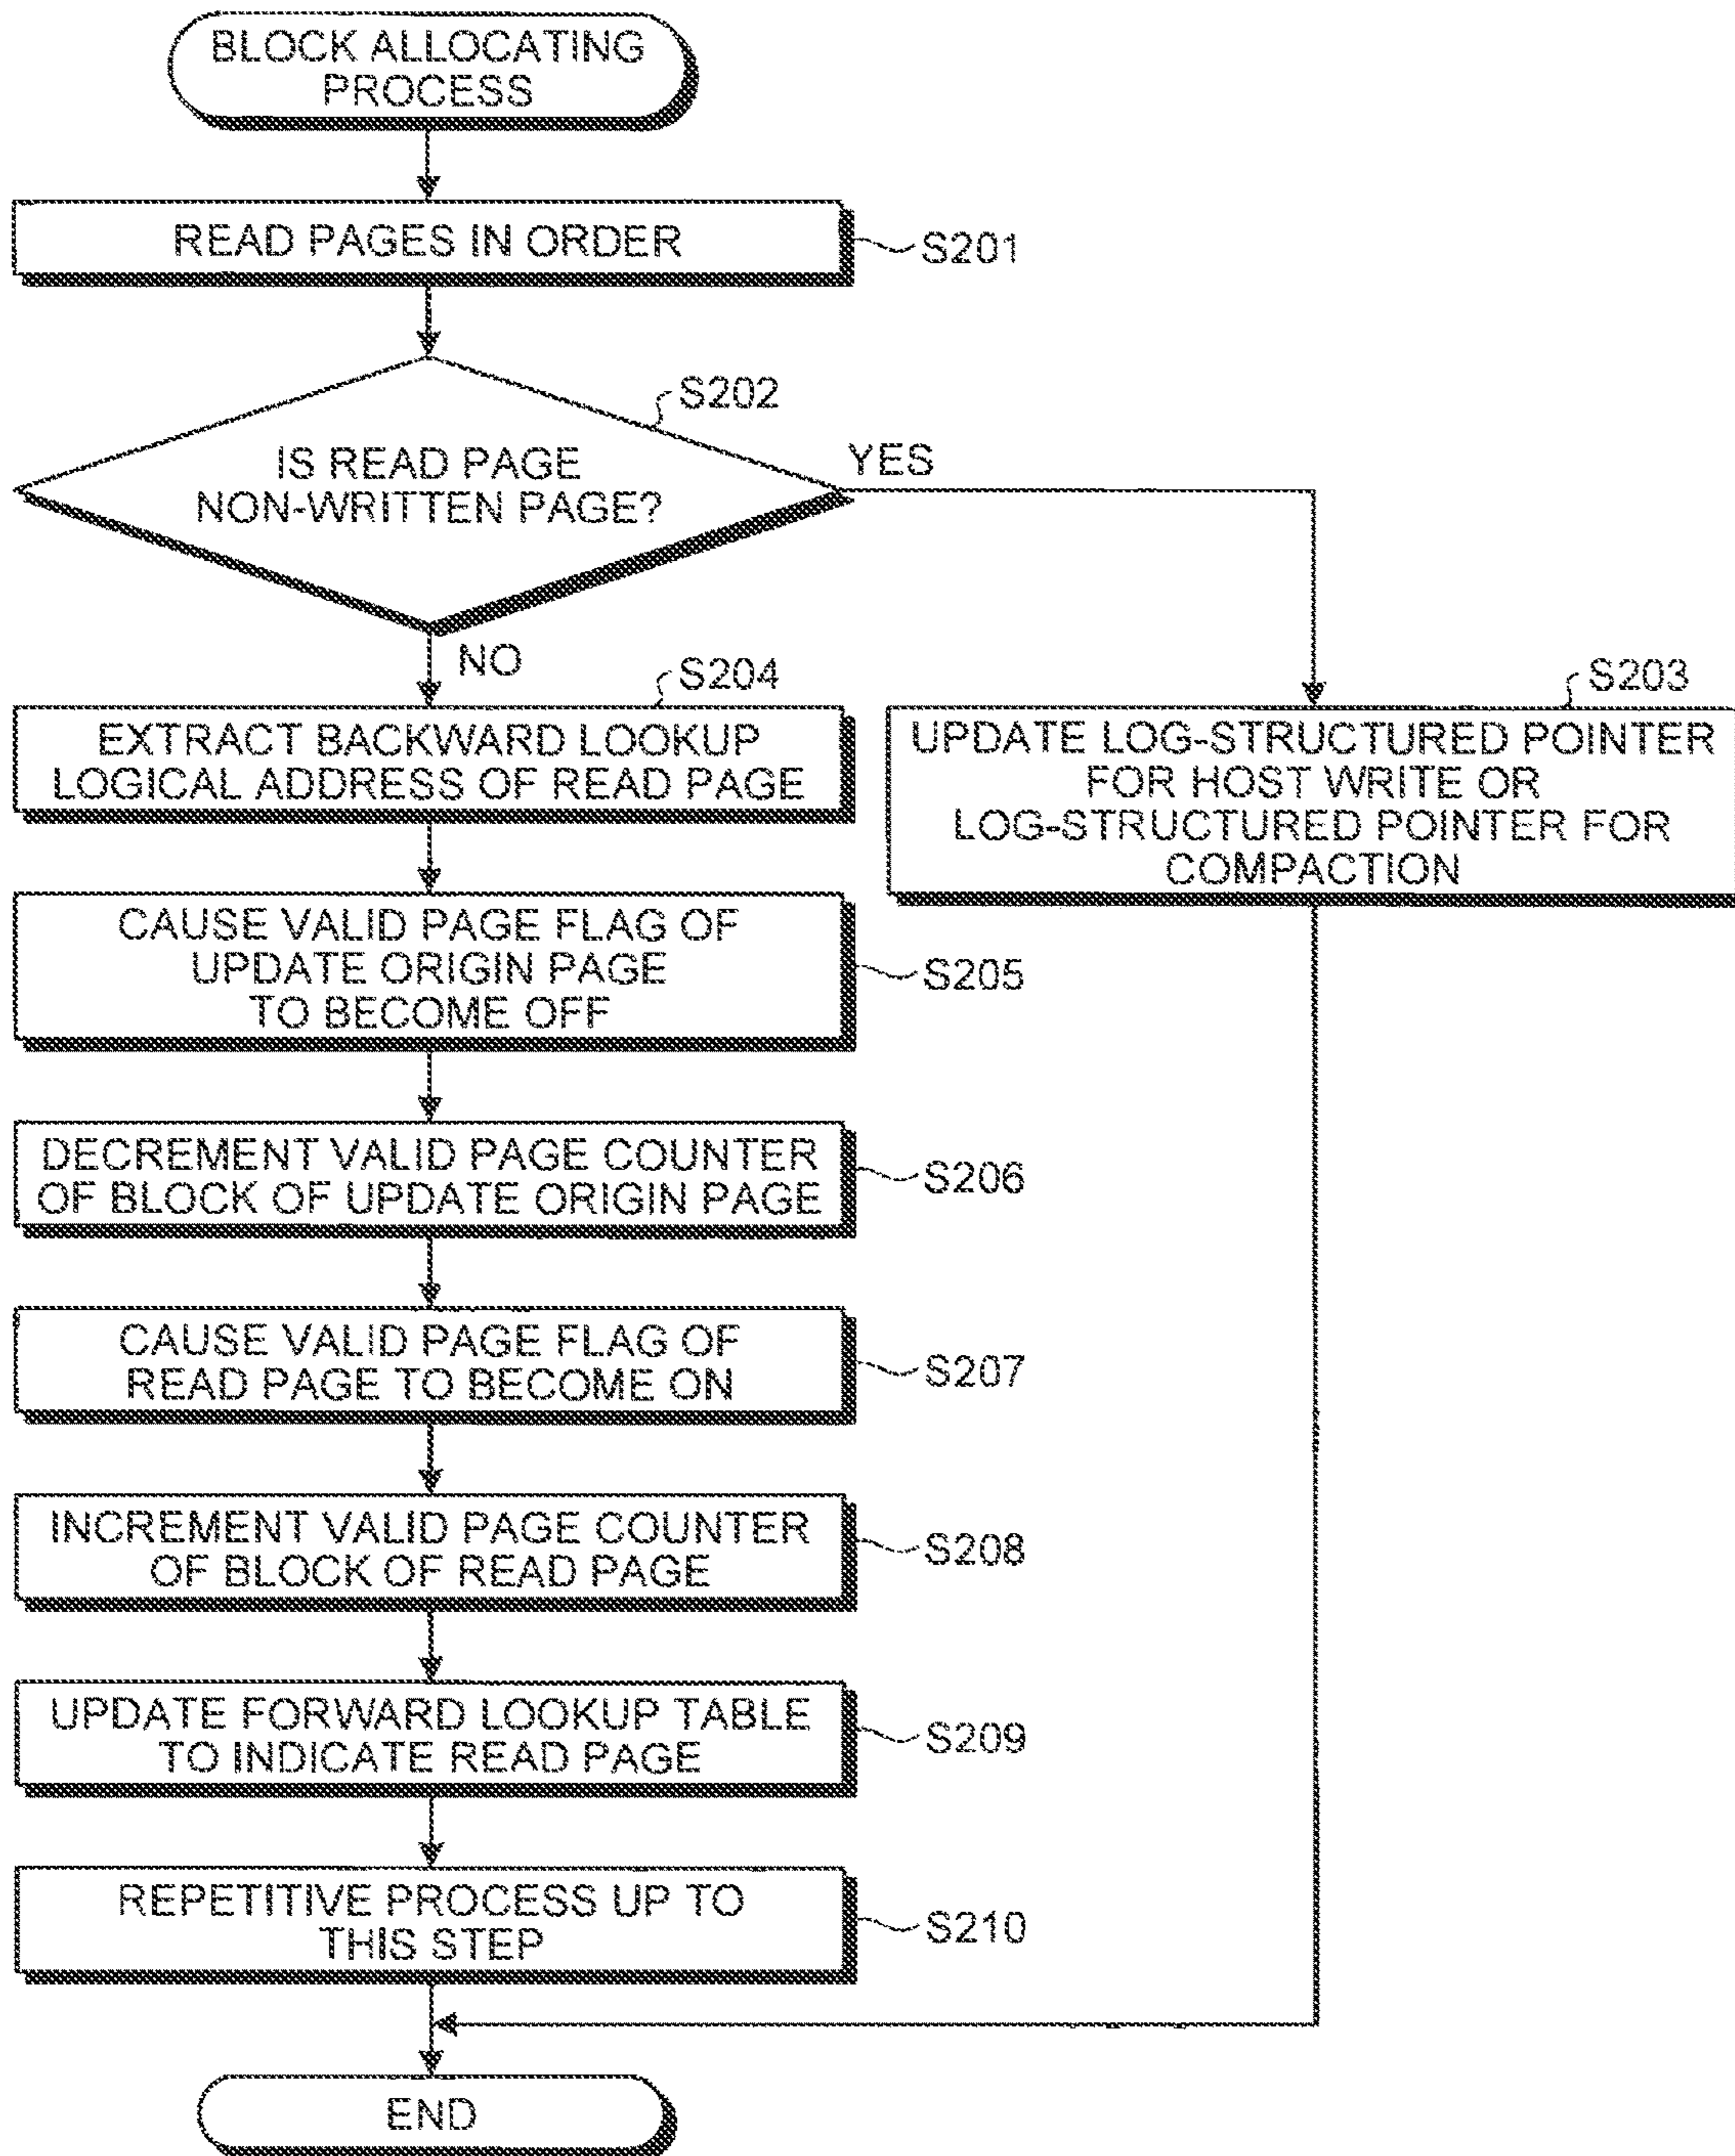 BLOCK ALLOCATING
PROCESS
READ PAGES IN ORDER
S201
S202
IS READ PAGE
NON-WRITTEN PAGE?
YES
NO
S204
EXTRACT BACKWARD LOOKUP
LOGICAL ADDRESS OF READ PAGE
S203
UPDATE LOG-STRUCTURED POINTER
FOR HOST WRITE OR
LOG-STRUCTURED POINTER FOR
COMPACTION
CAUSE VALID PAGE FLAG OF
UPDATE ORIGIN PAGE
TO BECOME OFF
S205
DECREMENT VALID PAGE COUNTER
OF BLOCK OF UPDATE ORIGIN PAGE
S206
CAUSE VALID PAGE FLAG OF
READ PAGE TO BECOME ON
S207
INCREMENT VALID PAGE COUNTER
OF BLOCK OF READ PAGE
S208
UPDATE FORWARD LOOKUP TABLE
TO INDICATE READ PAGE
S209
REPETITIVE PROCESS UP TO
THIS STEP
S210
END